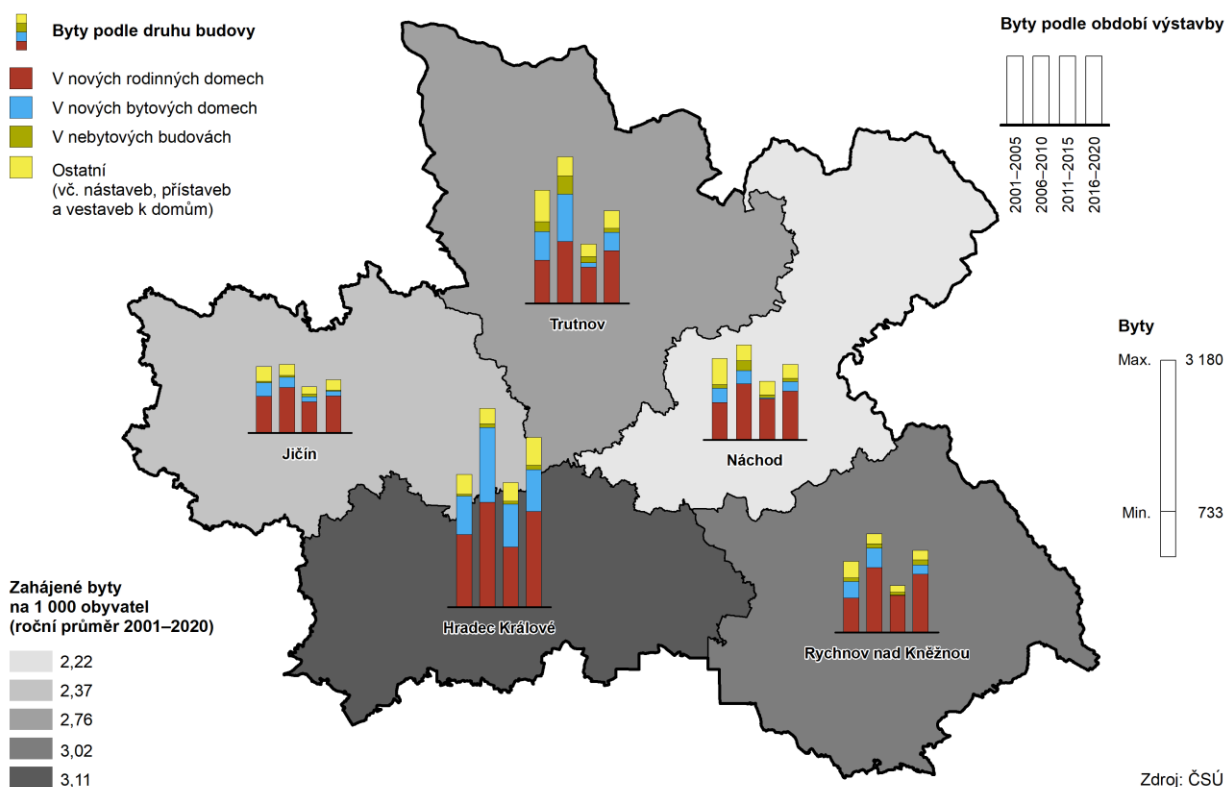 Byty podle druhu budovy
V nových rodinných domech
V nových bytových domech
V nebytových budovách
Ostatní
(vč. nástaveb, přístaveb
a vestaveb k domům)
Byty podle období výstavby
2001–2005
2006–2010
2011–2015
2016–2020
Trutnov
Jičín
Náchod
Hradec Králové
Rychnov nad Kněžnou
Byty
Max. 3 180
Min. 733
Zahájené byty
na 1 000 obyvatel
(roční průměr 2001–2020)
2,22
2,37
2,76
3,02
3,11
Zdroj: ČSÚ